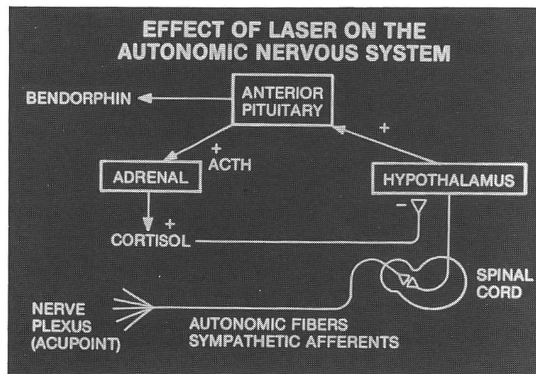 EFFECT OF LASER ON THE
AUTONOMIC NERVOUS SYSTEM
BENDORPHIN
ANTERIOR
PITUITARY
+
+
ACTH
ADRENAL
HYPOTHALAMUS
+
−
CORTISOL
SPINAL
CORD
NERVE
PLEXUS
(ACUPOINT)
AUTONOMIC FIBERS
SYMPATHETIC AFFERENTS